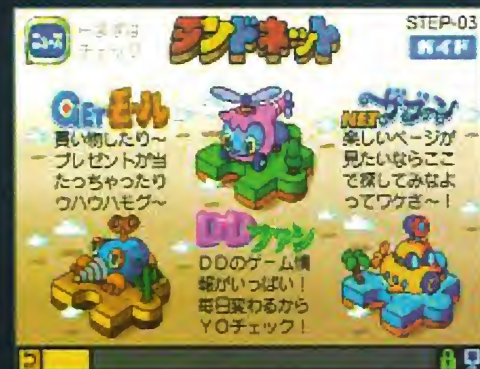 ニュース
まずは
チェック
ランドネット
STEP-03
ガイド
GETモール
買い物したり〜
プレゼントが当
たっちゃったり
ウハウハモグ〜
DDファン
DDのゲーム情
報がいっぱい!
毎日変わるから
YOチェック!
NETサブーン
楽しいページが
見たいならここ
で探してみなよ
ってワケさ〜!